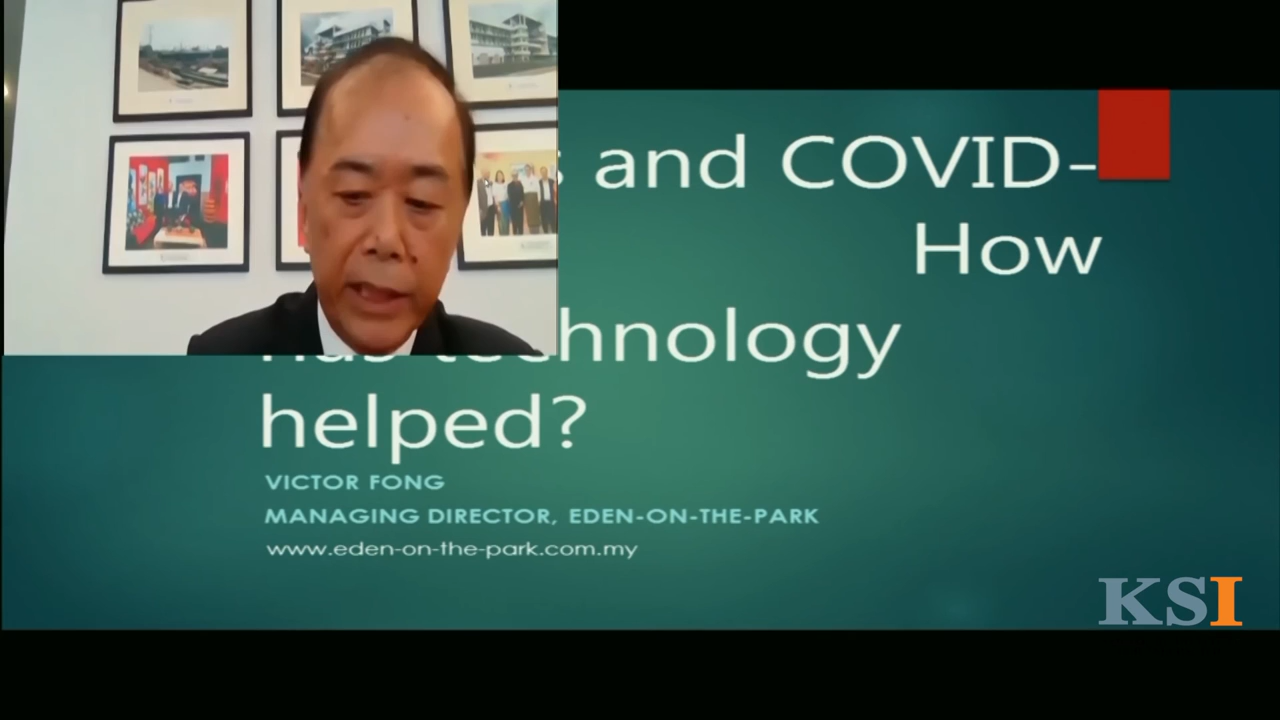 and COVID-
How
technology
helped?
VICTOR FONG
MANAGING DIRECTOR, EDEN-ON-THE-PARK
www.eden-on-the-park.com.my
KSI